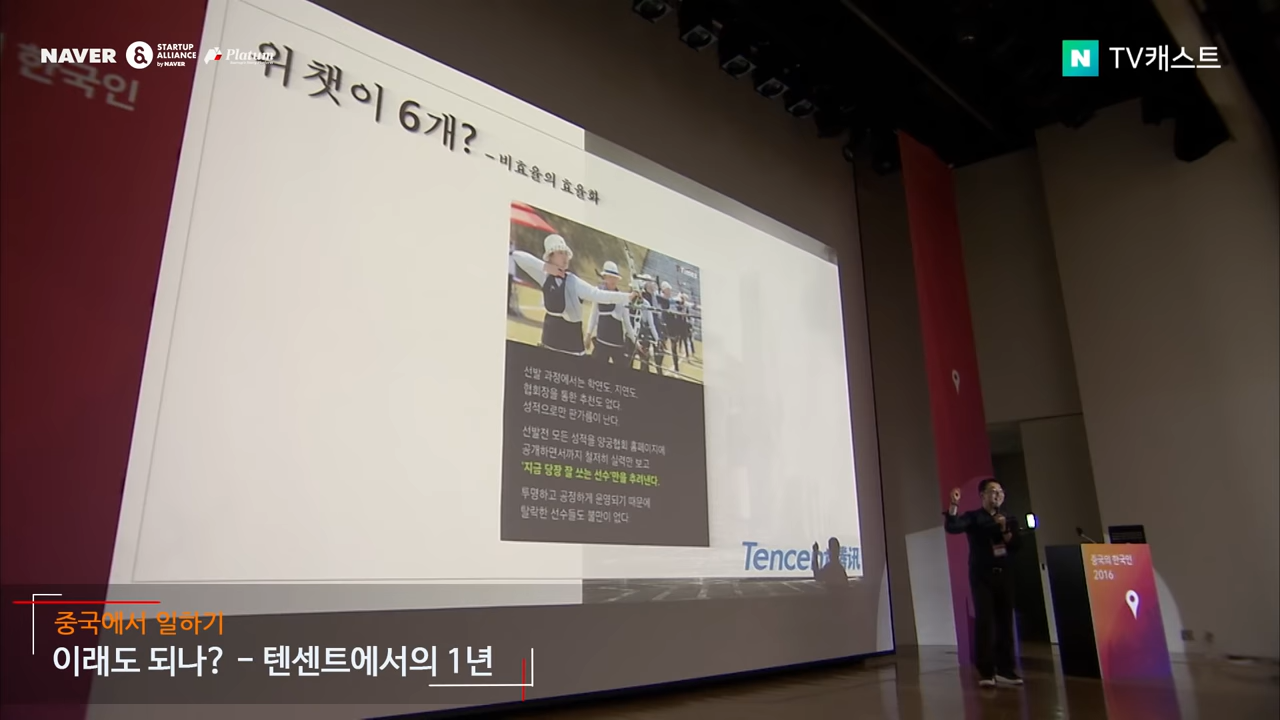 NAVER
& STARTUP
ALLIANCE
by NAVER
Platum
N TV캐스트
한국인
위챗이 6개? - 비효율의 효율화
선발 과정에서는 학연도, 지연도,
협회장을 통한 추천도 없다.
성적으로만 판가름이 난다.
선발전 모든 성적을 양궁협회 홈페이지에
공개하면서까지 철저히 실력만 보고
'지금 당장 잘 쏘는 선수'만을 추려낸다.
투명하고 공정하게 운영되기 때문에
탈락한 선수들도 불만이 없다
Tencent 腾讯
중국의 한국인
2016
중국에서 일하기
이래도 되나? - 텐센트에서의 1년